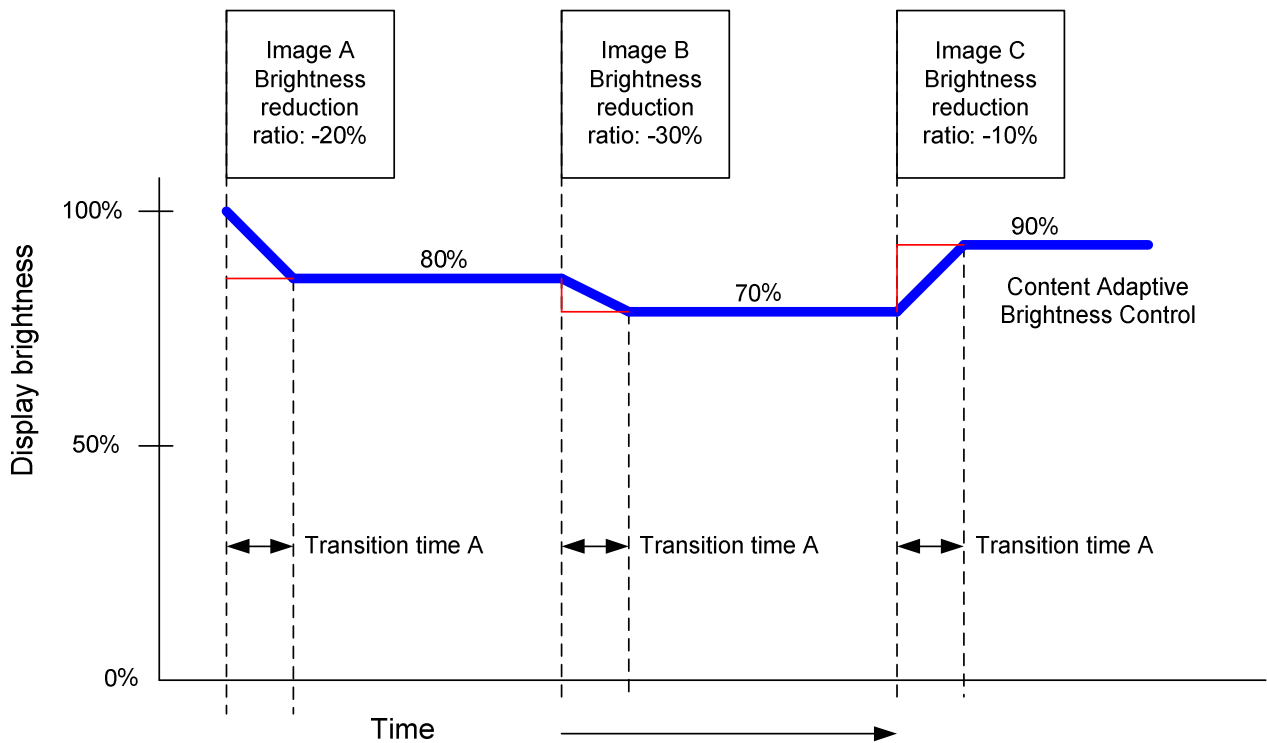 Image A
Brightness
reduction
ratio: -20%
Image B
Brightness
reduction
ratio: -30%
Image C
Brightness
reduction
ratio: -10%
100%
80%
70%
90%
Content Adaptive
Brightness Control
Display brightness
50%
Transition time A
Transition time A
Transition time A
0%
Time